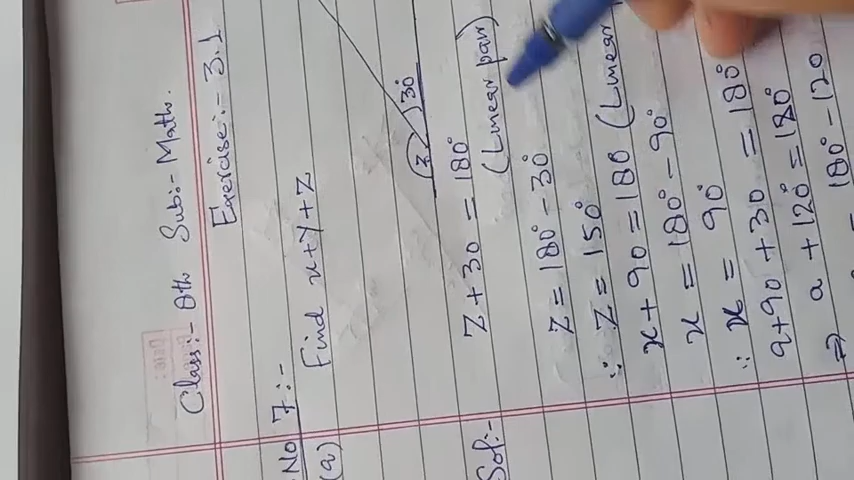 Class:- 8th Sub:- Math.
Exercise:- 3.1
No 7:-
(a) Find x+y+z
z 30°
Sol:- Z+30 = 180°
(Linear pair)
Z = 180° - 30°
∵ Z = 150°
x + 90 = 180 (Linear
x = 180° - 90°
∵ x = 90°
a+90 + 30 = 180°
a + 120° = 180°
⇒ a = 180° - 120